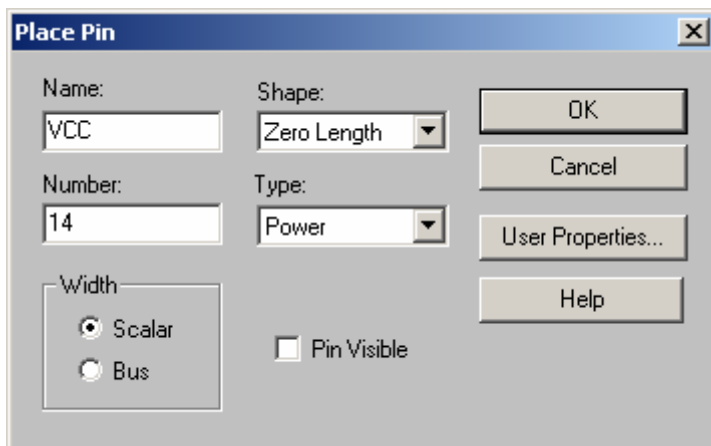 Place Pin
Name:
VCC
Shape:
Zero Length
OK
Cancel
Number:
14
Type:
Power
User Properties...
Help
Width
Scalar
Bus
Pin Visible